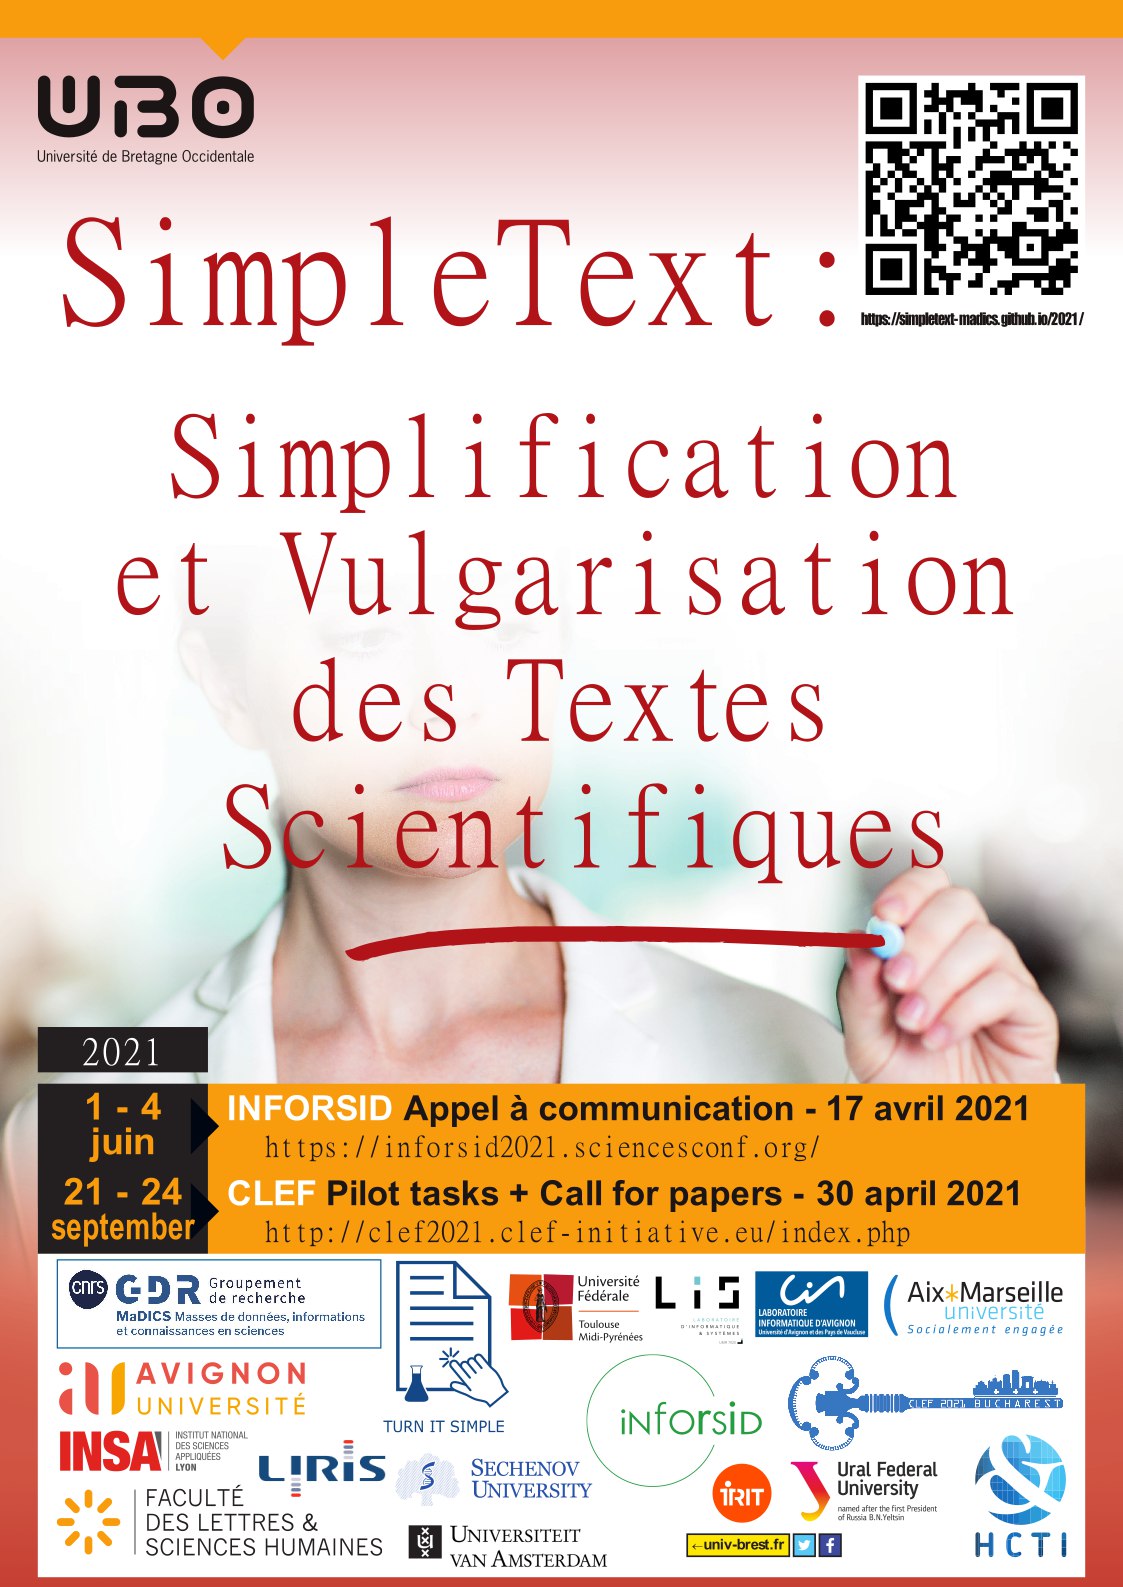 UBO
Université de Bretagne Occidentale
https://simpletext-madics.github.io/2021/
SimpleText:
Simplification
et Vulgarisation
des Textes
Scientifiques
2021
1 - 4
juin
INFORSID Appel à communication - 17 avril 2021
https://inforsid2021.sciencesconf.org/
21 - 24
september
CLEF Pilot tasks + Call for papers - 30 april 2021
http://clef2021.clef-initiative.eu/index.php
cnrs GDR Groupement
de recherche
MaDICS Masses de données, informations
et connaissances en sciences
TURN IT SIMPLE
Université
Fédérale
Toulouse
Midi-Pyrénées
LIS
LABORATOIRE
D'INFORMATIQUE
& SYSTÈMES
LABORATOIRE
INFORMATIQUE D'AVIGNON
Université d'Avignon et des Pays de Vaucluse
Aix*Marseille
université
Socialement engagée
AVIGNON
UNIVERSITÉ
inforsid
CLEF 2021 BUCHAREST
INSA
INSTITUT NATIONAL
DES SCIENCES
APPLIQUÉES
LYON
LIRIS
SECHENOV
UNIVERSITY
IRIT
Ural Federal
University
named after the first President
of Russia B.N.Yeltsin
HCTI
FACULTÉ
DES LETTRES &
SCIENCES HUMAINES
UNIVERSITEIT
VAN AMSTERDAM
←univ-brest.fr